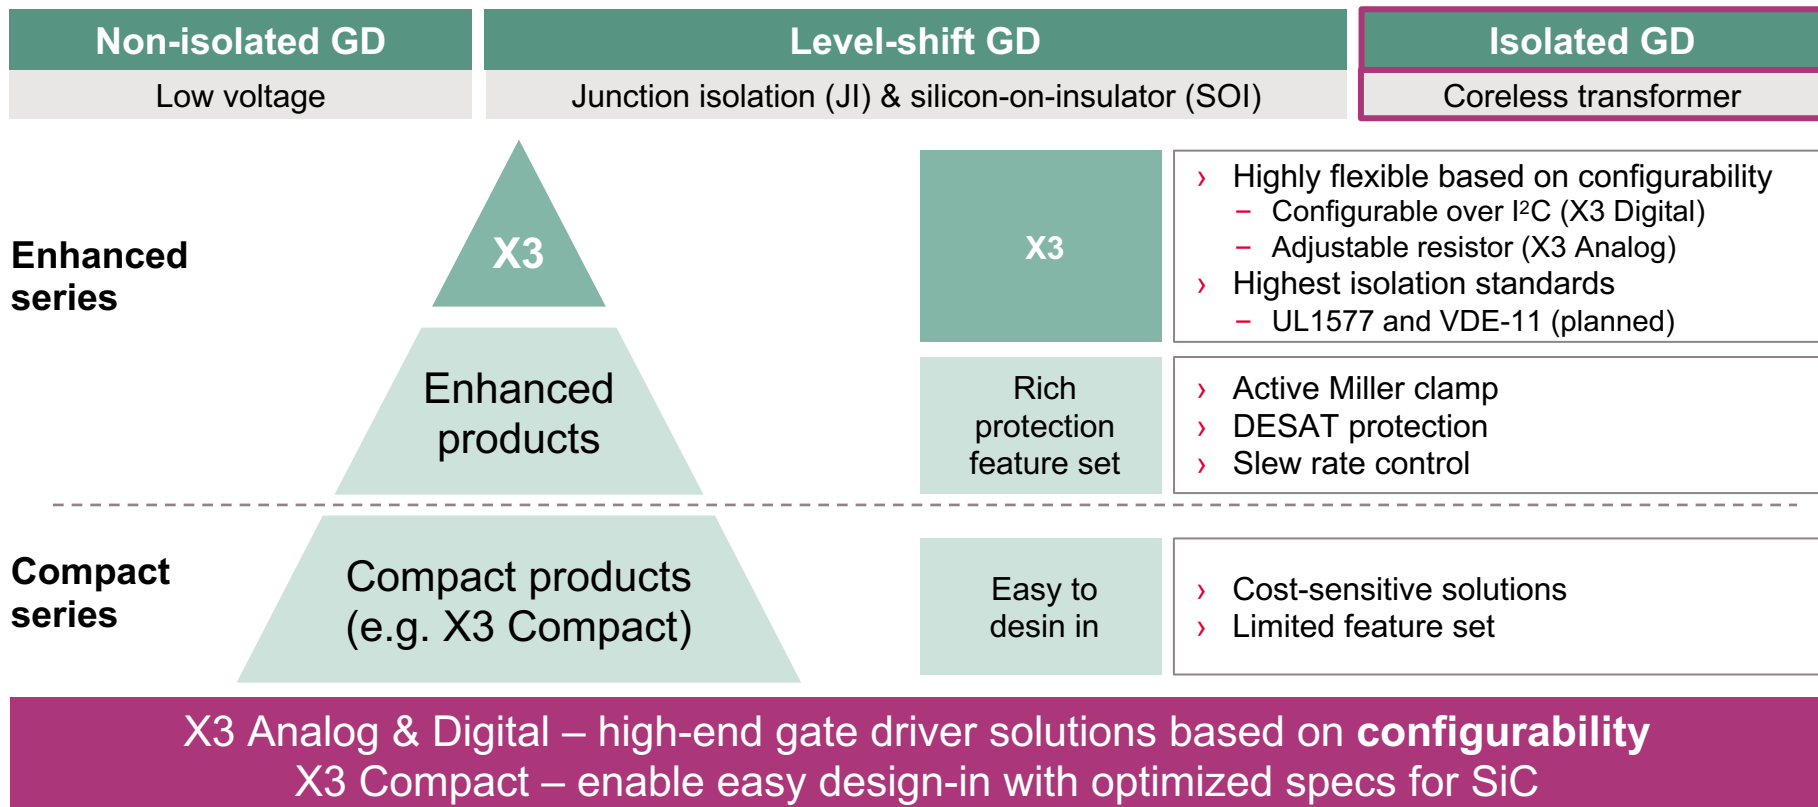 Non-isolated GD
Level-shift GD
Isolated GD
Low voltage
Junction isolation (JI) & silicon-on-insulator (SOI)
Coreless transformer
Enhanced
series
X3
X3
› Highly flexible based on configurability
– Configurable over I²C (X3 Digital)
– Adjustable resistor (X3 Analog)
› Highest isolation standards
– UL1577 and VDE-11 (planned)
Enhanced
products
Rich
protection
feature set
› Active Miller clamp
› DESAT protection
› Slew rate control
Compact
series
Compact products
(e.g. X3 Compact)
Easy to
desin in
› Cost-sensitive solutions
› Limited feature set
X3 Analog & Digital – high-end gate driver solutions based on configurability
X3 Compact – enable easy design-in with optimized specs for SiC